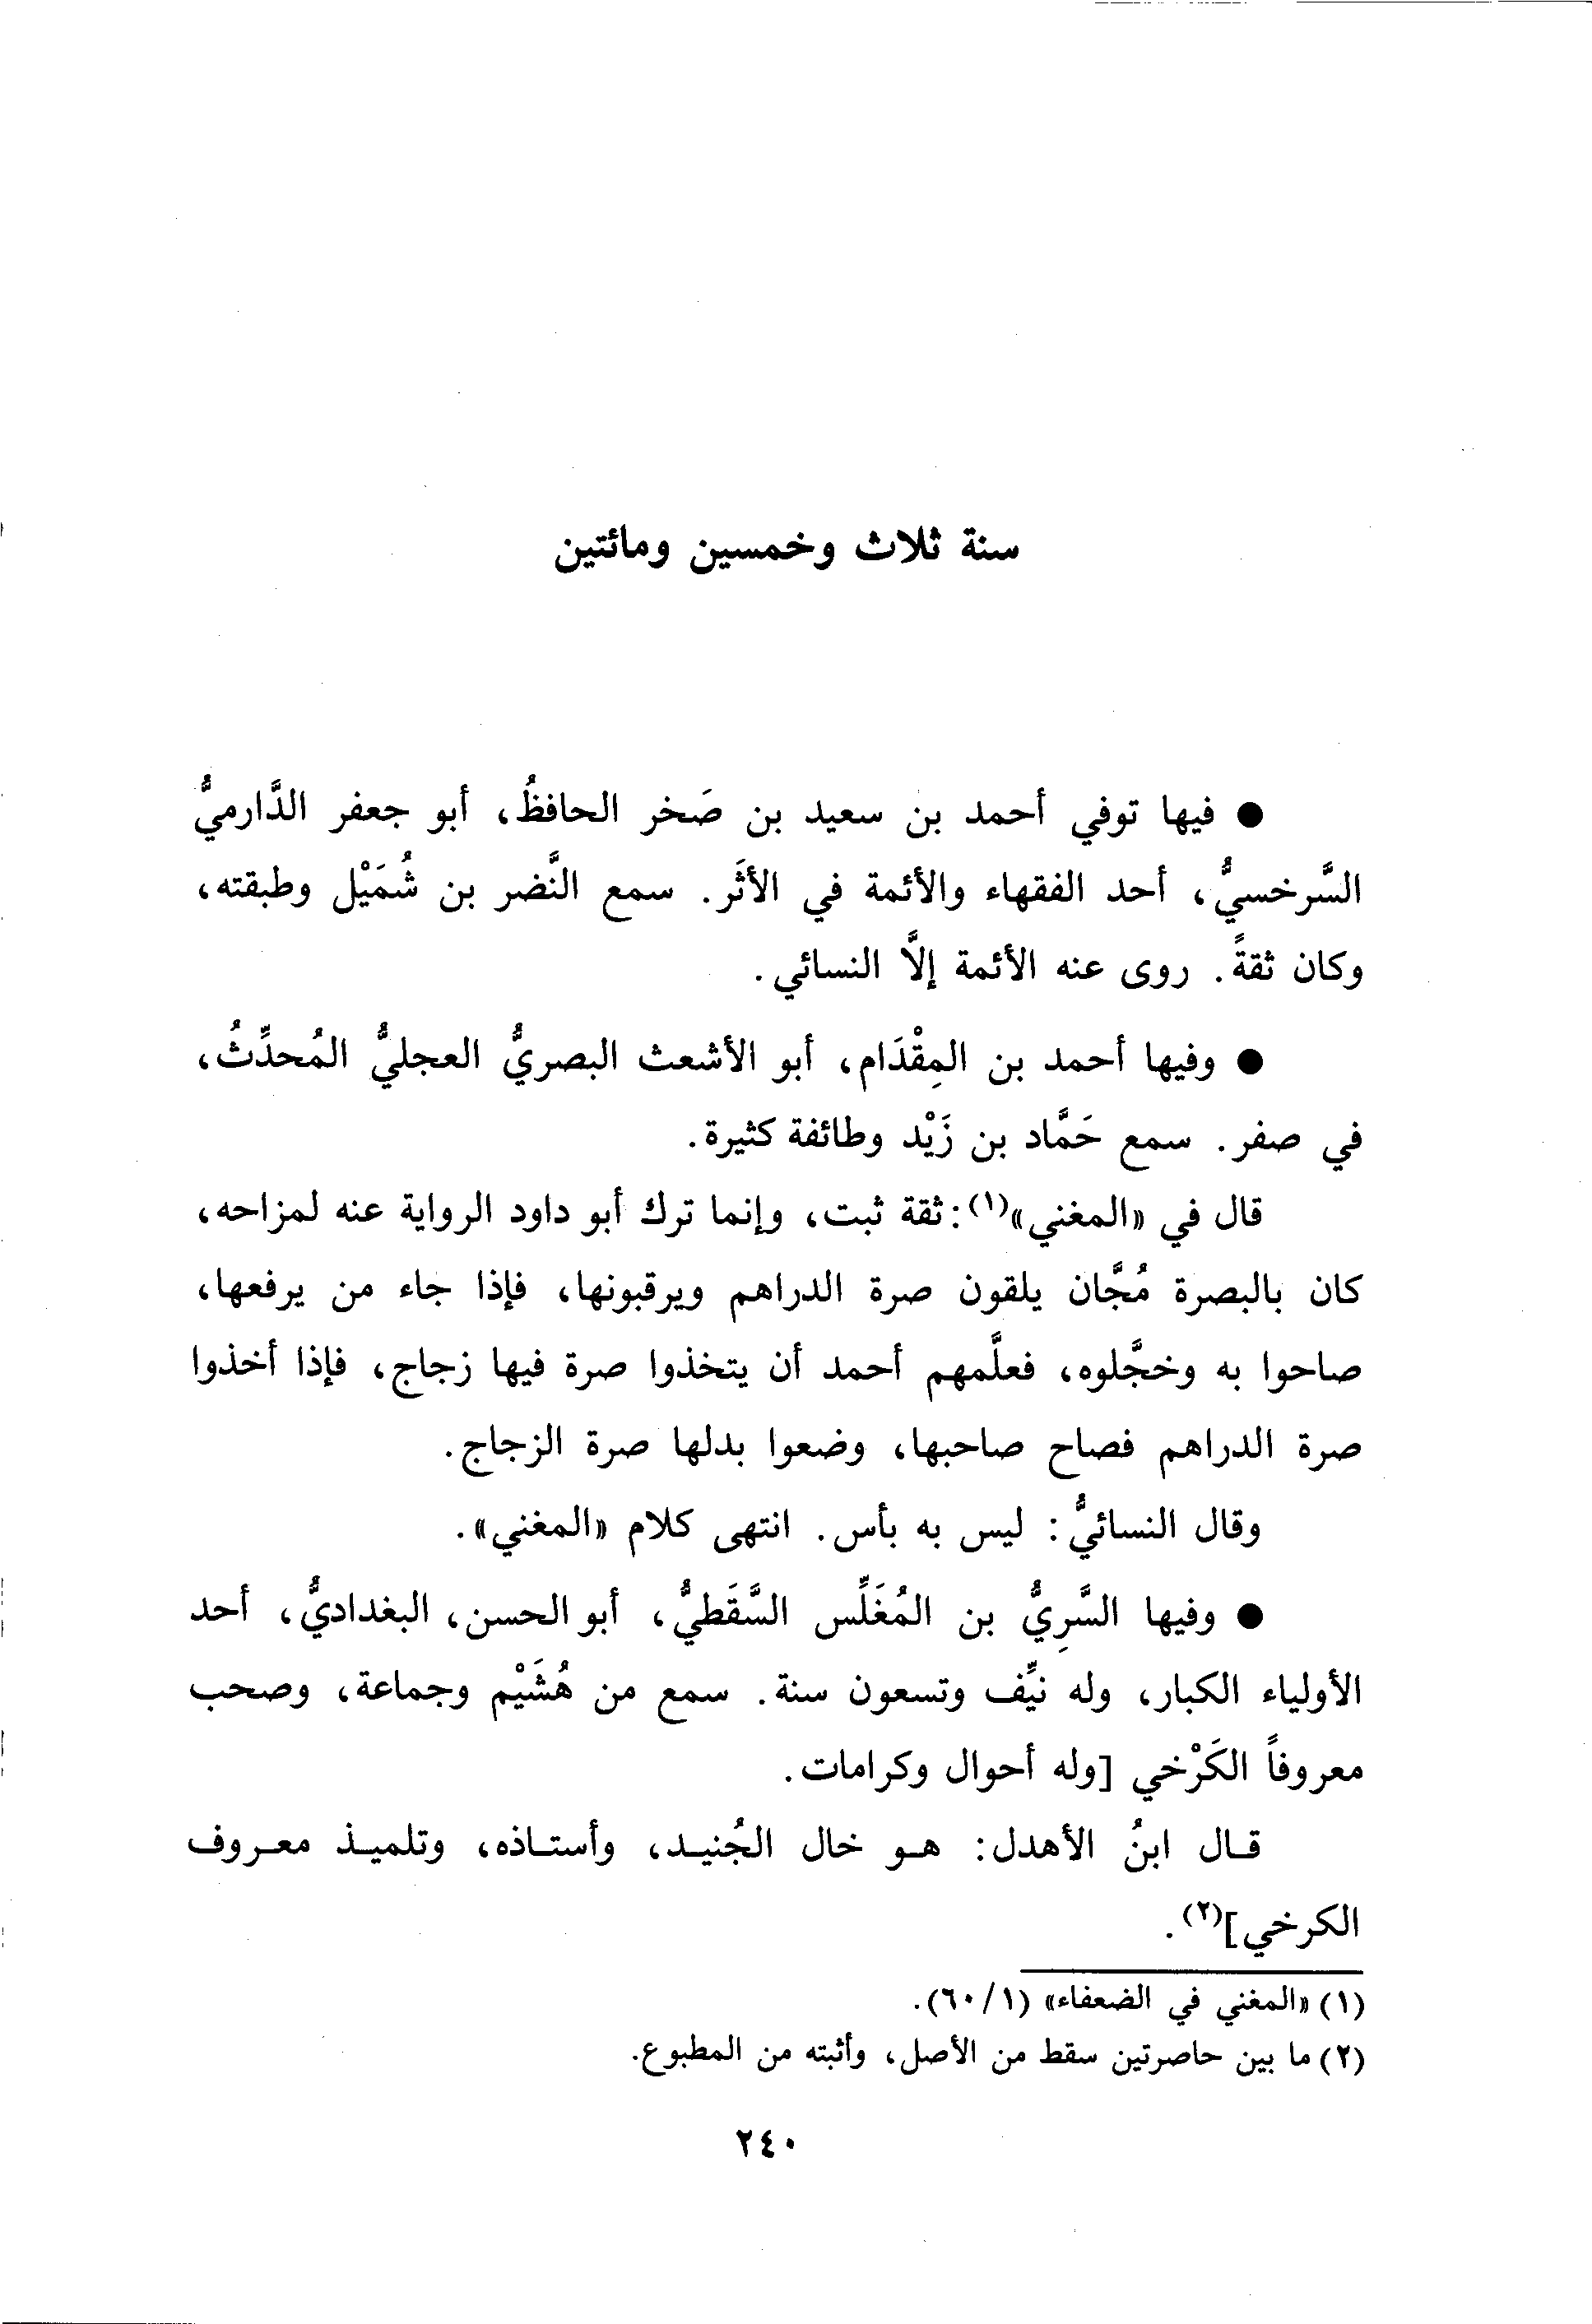 سنة ثلاث وخمسين ومائتين
● فيها توفي أحمد بن سعيد بن صَخر الحافظُ، أبو جعفر الدَّارميُّ
السَّرخسيُّ، أحد الفقهاء والأئمة في الأثَر. سمع النَّضر بن شُمَيْل وطبقته،
وكان ثقةً. روى عنه الأئمة إلاَّ النسائي.
● وفيها أحمد بن المِقْدَام، أبو الأشعث البصريُّ العجليُّ المُحدِّثُ،
في صفر. سمع حَمَّاد بن زَيْد وطائفة كثيرة.
قال في «المغني»(١): ثقة ثبت، وإنما ترك أبو داود الرواية عنه لمزاحه،
كان بالبصرة مُجَّان يلقون صرة الدراهم ويرقبونها، فإذا جاء من يرفعها،
صاحوا به وخجَّلوه، فعلَّمهم أحمد أن يتخذوا صرة فيها زجاج، فإذا أخذوا
صرة الدراهم فصاح صاحبها، وضعوا بدلها صرة الزجاج.
وقال النسائيُّ: ليس به بأس. انتهى كلام «المغني».
● وفيها السَّرِيُّ بن المُغَلِّس السَّقَطيُّ، أبو الحسن، البغداديُّ، أحد
الأولياء الكبار، وله نيِّف وتسعون سنة. سمع من هُشَيْم وجماعة، وصحب
معروفاً الكَرْخي [وله أحوال وكرامات.
قال ابنُ الأهدل: هو خال الجُنيد، وأستاذه، وتلميذ معروف
الكرخي](٢).
(١) «المغني في الضعفاء» (٦٠/١).
(٢) ما بين حاصرتين سقط من الأصل، وأثبته من المطبوع.
٢٤٠